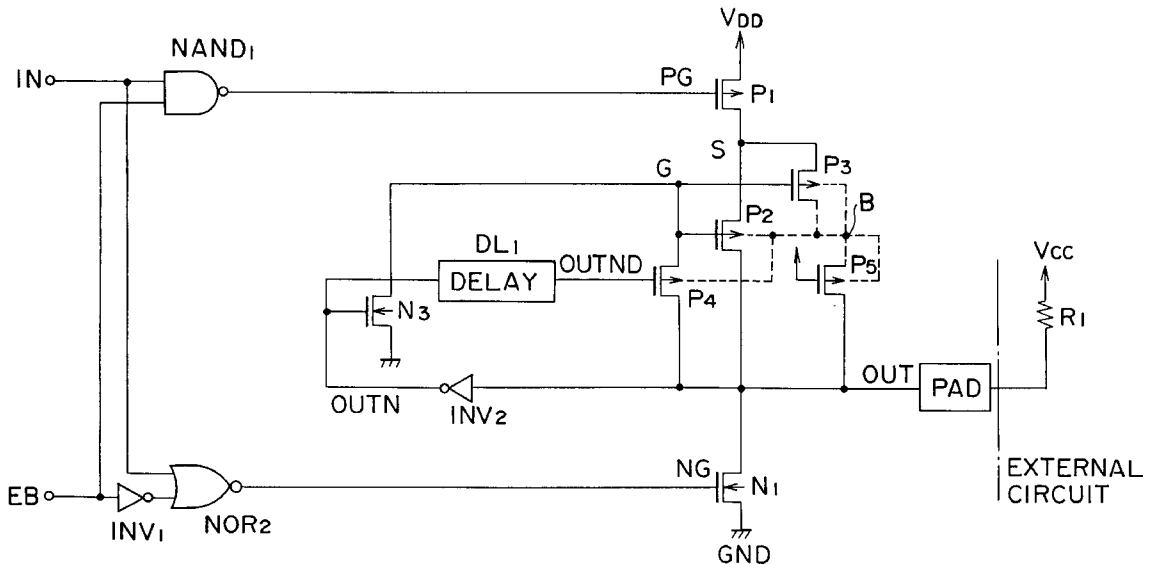 VDD
NAND1
IN
PG
P1
S
P3
G
B
P2
DL1
OUTND
DELAY
P5
VCC
P4
N3
R1
OUT
PAD
OUTN
INV2
NG
N1
EXTERNAL
CIRCUIT
EB
INV1
NOR2
GND